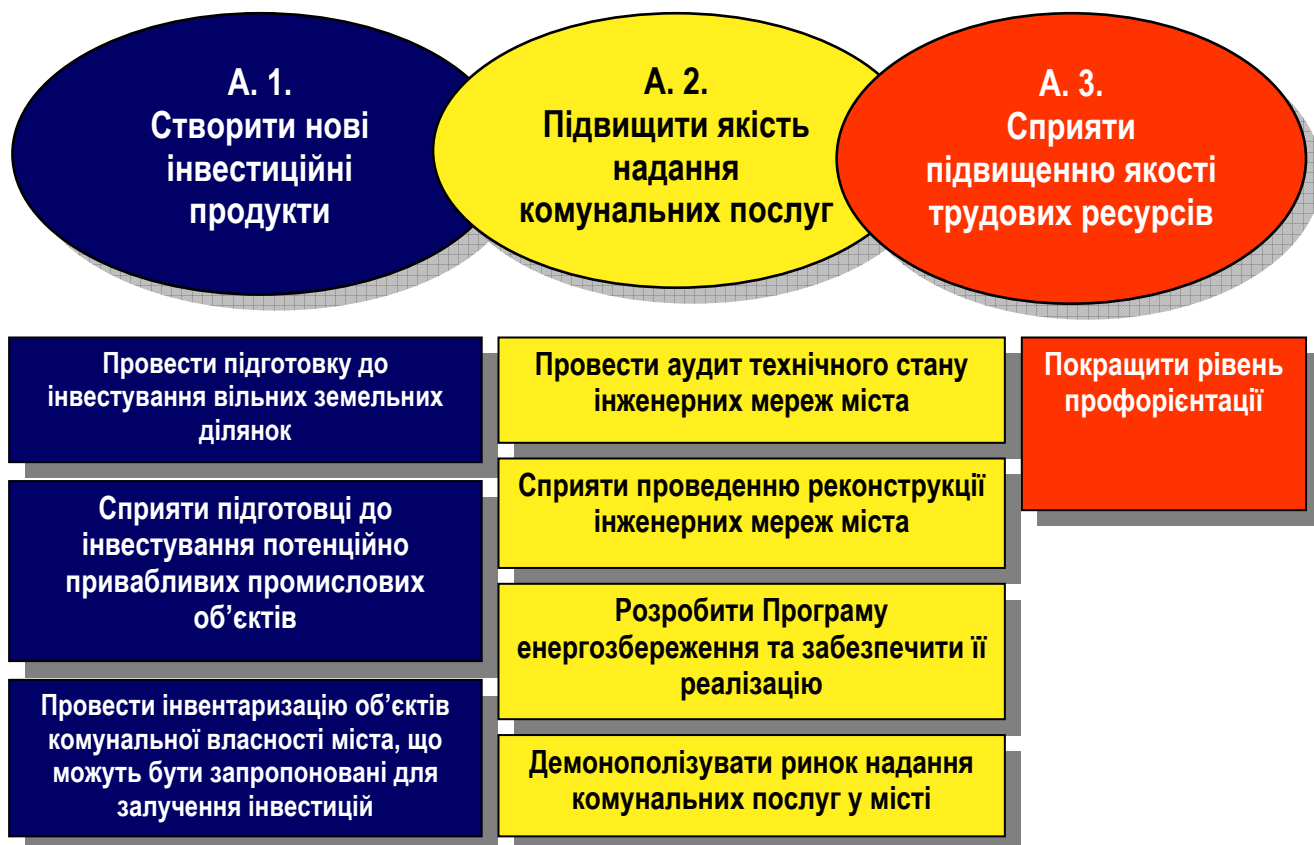 А. 1.
Створити нові
інвестиційні
продукти
А. 2.
Підвищити якість
надання
комунальних послуг
А. 3.
Сприяти
підвищенню якості
трудових ресурсів
Провести підготовку до
інвестування вільних земельних
ділянок
Сприяти підготовці до
інвестування потенційно
привабливих промислових
об’єктів
Провести інвентаризацію об’єктів
комунальної власності міста, що
можуть бути запропоновані для
залучення інвестицій
Провести аудит технічного стану
інженерних мереж міста
Сприяти проведенню реконструкції
інженерних мереж міста
Розробити Програму
енергозбереження та забезпечити її
реалізацію
Демонополізувати ринок надання
комунальних послуг у місті
Покращити рівень
профорієнтації